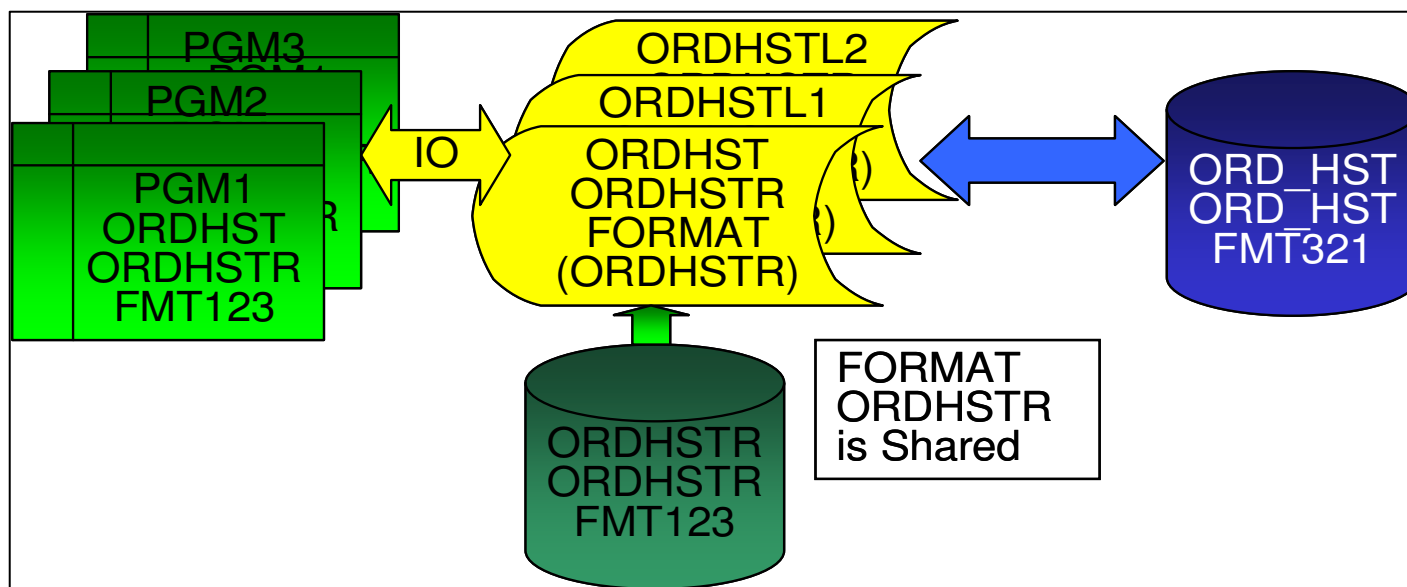 PGM3
PGM2
PGM1
ORDHST
ORDHSTR
FMT123
IO
ORDHSTL2
ORDHSTL1
ORDHST
ORDHSTR
FORMAT
(ORDHSTR)
ORD_HST
ORD_HST
FMT321
ORDHSTR
ORDHSTR
FMT123
FORMAT
ORDHSTR
is Shared